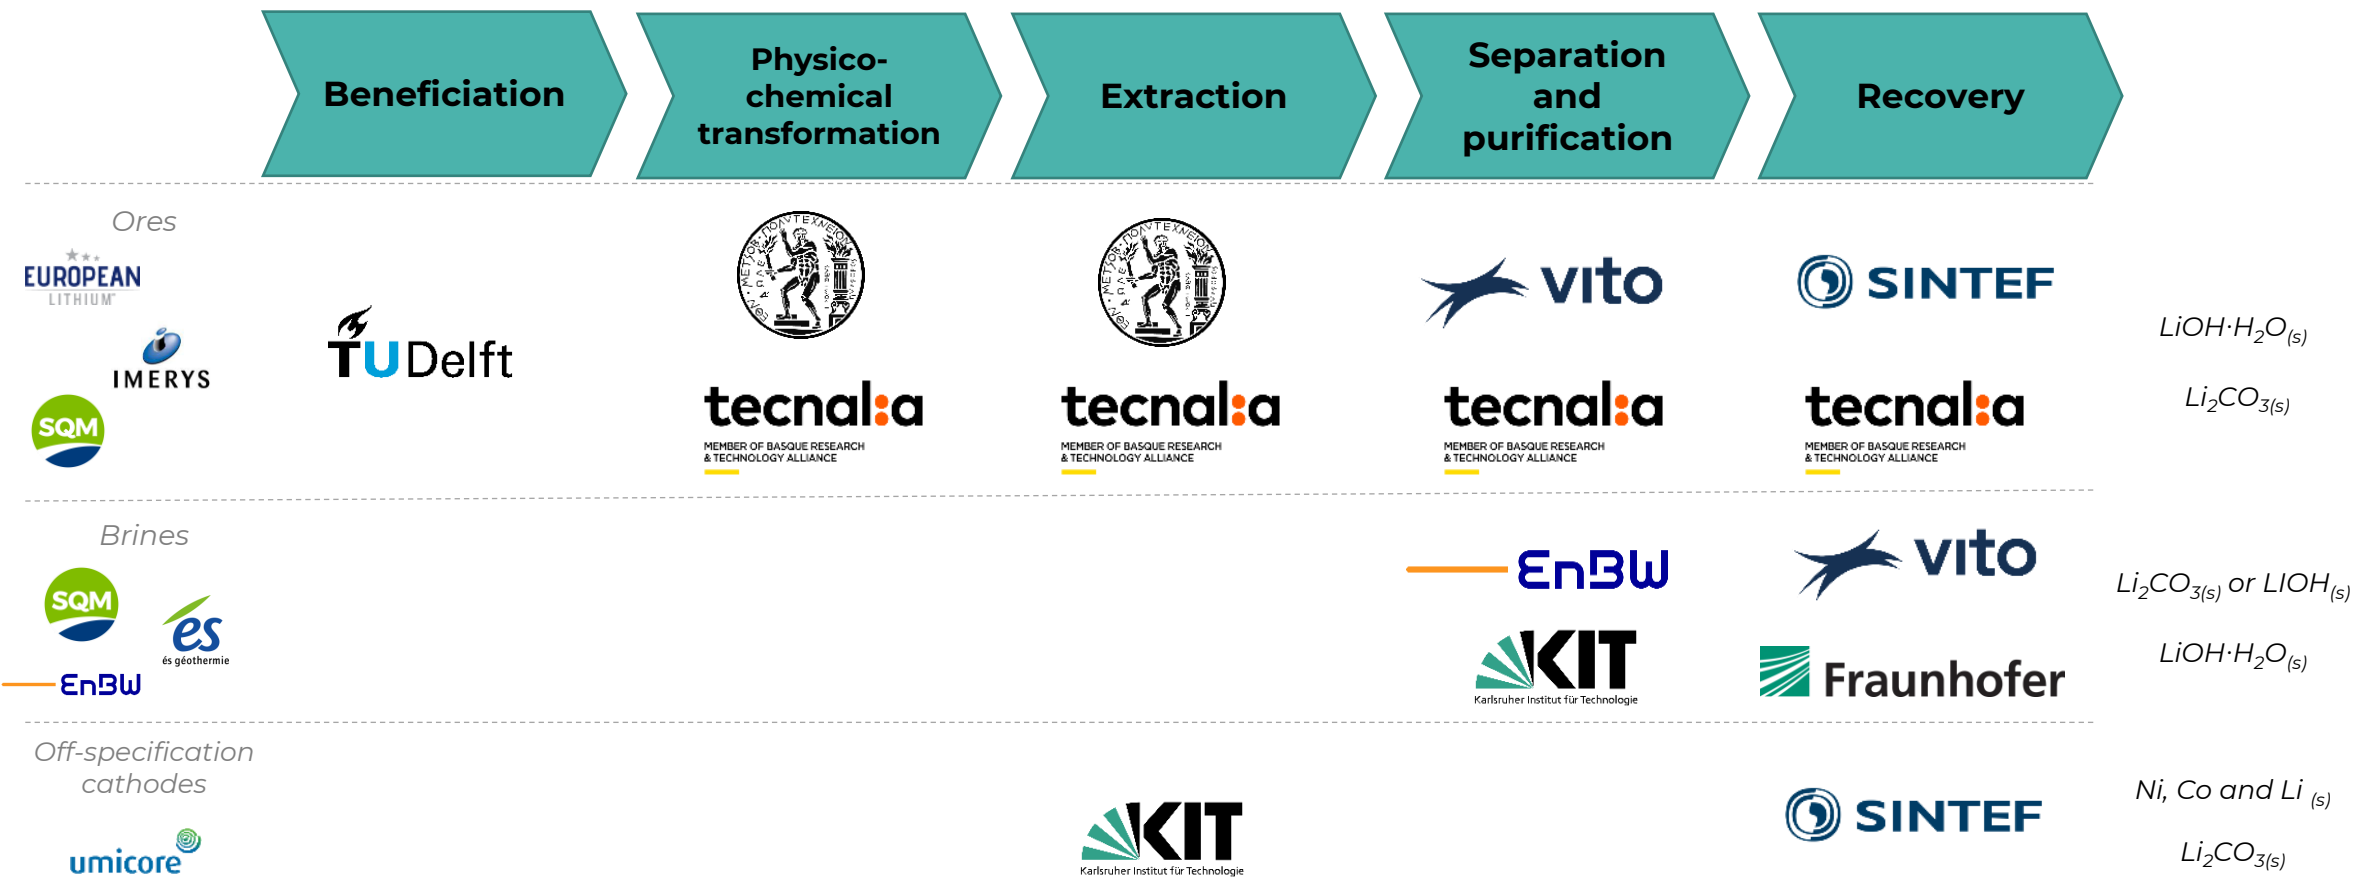 Beneficiation
Physico-
chemical
transformation
Extraction
Separation
and
purification
Recovery
Ores
EUROPEAN
LITHIUM
IMERYS
SQM
TU Delft
tecnal:a
MEMBER OF BASQUE RESEARCH
& TECHNOLOGY ALLIANCE
tecnal:a
MEMBER OF BASQUE RESEARCH
& TECHNOLOGY ALLIANCE
vito
tecnal:a
MEMBER OF BASQUE RESEARCH
& TECHNOLOGY ALLIANCE
SINTEF
tecnal:a
MEMBER OF BASQUE RESEARCH
& TECHNOLOGY ALLIANCE
LiOH·H₂O(s)
Li₂CO₃(s)
Brines
SQM
és
és géothermie
EnBW
EnBW
KIT
Karlsruher Institut für Technologie
vito
Fraunhofer
Li₂CO₃(s) or LIOH(s)
LiOH·H₂O(s)
Off-specification
cathodes
umicore
KIT
Karlsruher Institut für Technologie
SINTEF
Ni, Co and Li (s)
Li₂CO₃(s)